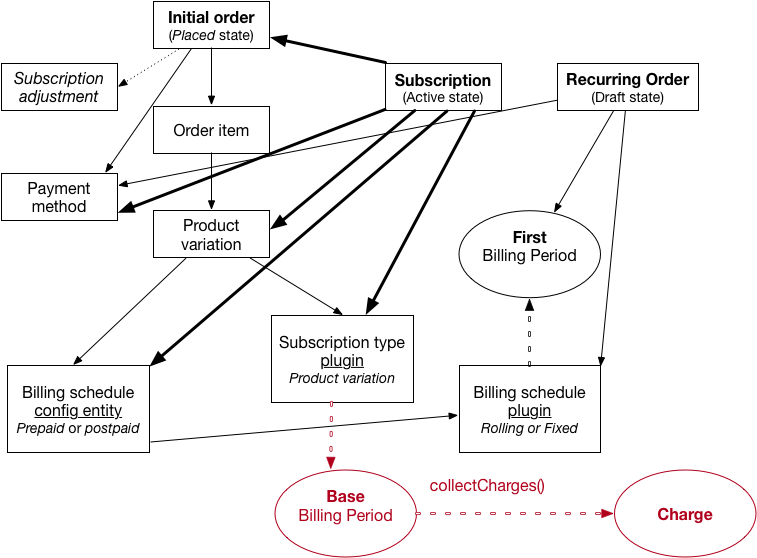 Initial order
(Placed state)
Subscription
adjustment
Subscription
(Active state)
Recurring Order
(Draft state)
Order item
Payment
method
Product
variation
First
Billing Period
Subscription type
plugin
Product variation
Billing schedule
config entity
Prepaid or postpaid
Billing schedule
plugin
Rolling or Fixed
Base
Billing Period
collectCharges()
Charge